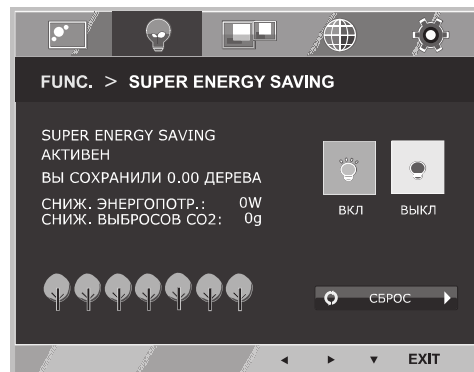 FUNC. > SUPER ENERGY SAVING
SUPER ENERGY SAVING
АКТИВЕН
ВЫ СОХРАНИЛИ 0.00 ДЕРЕВА
СНИЖ. ЭНЕРГОПОТР.: 0W
СНИЖ. ВЫБРОСОВ СО2: 0g
ВКЛ ВЫКЛ
СБРОС
EXIT